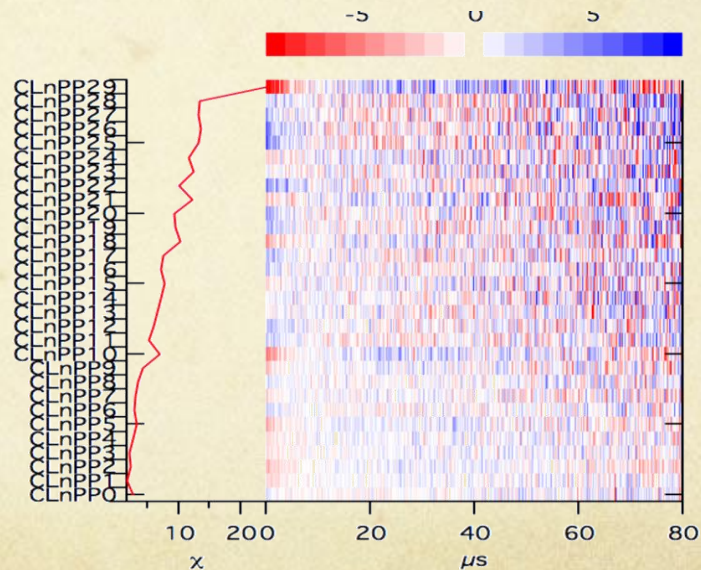 -5 0 5
CLnPP29
CLnPP28
CLnPP27
CLnPP26
CLnPP25
CLnPP24
CLnPP23
CLnPP22
CLnPP21
CLnPP20
CLnPP19
CLnPP18
CLnPP17
CLnPP16
CLnPP15
CLnPP14
CLnPP13
CLnPP12
CLnPP11
CLnPP10
CLnPP9
CLnPP8
CLnPP7
CLnPP6
CLnPP5
CLnPP4
CLnPP3
CLnPP2
CLnPP1
CLnPP0
10 20 0 20 40 60 80
χ μs